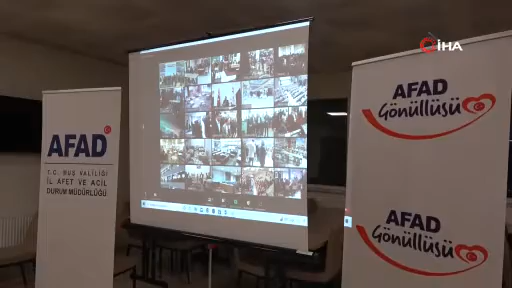 İHA
AFAD
T.C. MUŞ VALİLİĞİ
İL AFET VE ACİL
DURUM MÜDÜRLÜĞÜ
AFAD
Gönüllüsü
AFAD
Gönüllüsü